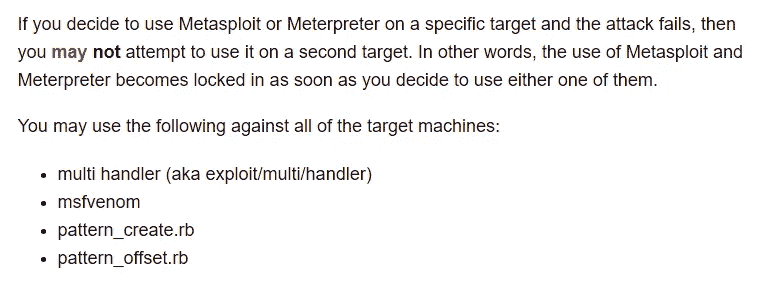 If you decide to use Metasploit or Meterpreter on a specific target and the attack fails, then
you may not attempt to use it on a second target. In other words, the use of Metasploit and
Meterpreter becomes locked in as soon as you decide to use either one of them.
You may use the following against all of the target machines:
• multi handler (aka exploit/multi/handler)
• msfvenom
• pattern_create.rb
• pattern_offset.rb